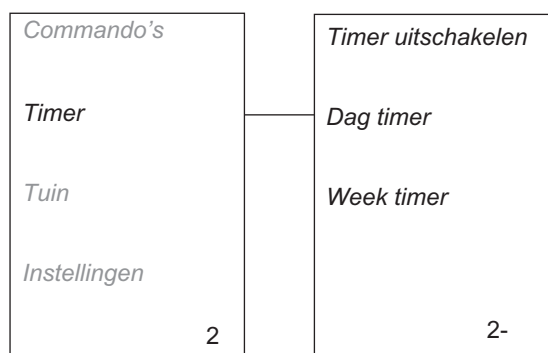 Commando’s
Timer
Tuin
Instellingen
2
Timer uitschakelen
Dag timer
Week timer
2-